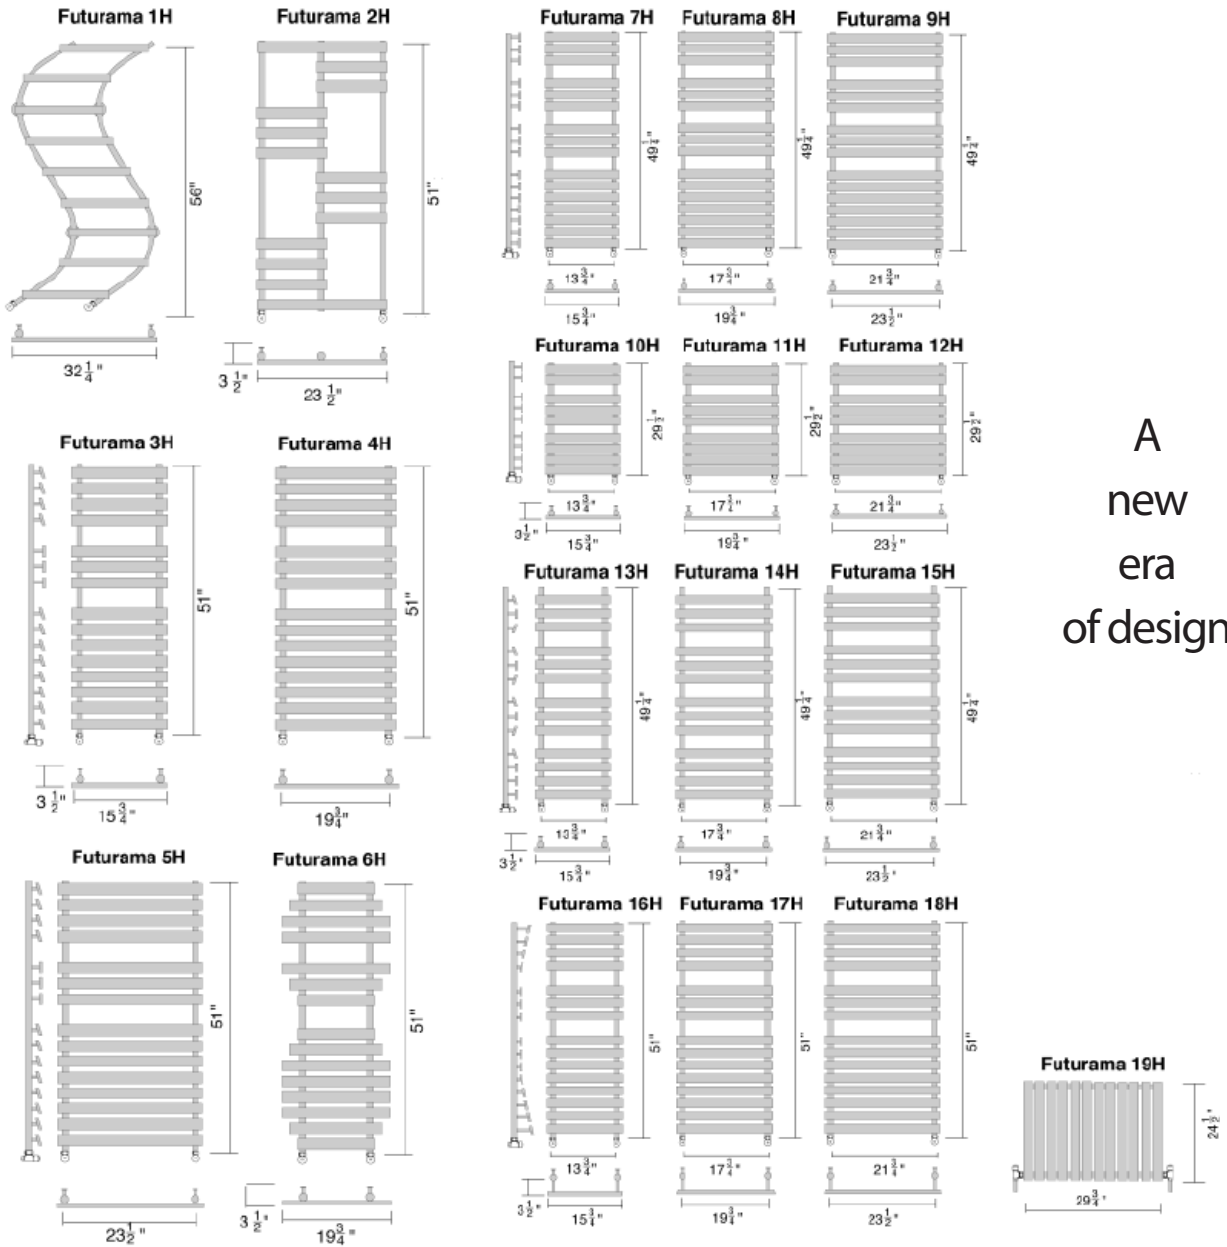 Futurama 1H
56"
32 1/4"
Futurama 2H
51"
3 1/2"
23 1/2"
Futurama 3H
51"
3 1/2"
15 3/4"
Futurama 4H
51"
19 3/4"
Futurama 5H
51"
23 1/2"
Futurama 6H
51"
3 1/2"
19 3/4"
Futurama 7H
49 1/4"
13 3/4"
15 3/4"
Futurama 8H
49 1/4"
17 3/4"
19 3/4"
Futurama 9H
49 1/4"
21 3/4"
23 1/2"
Futurama 10H
29 1/2"
13 3/4"
3 1/2"
15 3/4"
Futurama 11H
29 1/2"
17 3/4"
19 3/4"
Futurama 12H
29 1/2"
21 3/4"
23 1/2"
Futurama 13H
49 1/4"
13 3/4"
3 1/2"
15 3/4"
Futurama 14H
49 1/4"
17 3/4"
19 3/4"
Futurama 15H
49 1/4"
21 3/4"
23 1/2"
Futurama 16H
51"
13 3/4"
3 1/2"
15 3/4"
Futurama 17H
51"
17 3/4"
19 3/4"
Futurama 18H
51"
21 3/4"
23 1/2"
Futurama 19H
24 1/2"
29 3/4"
A
new
era
of design